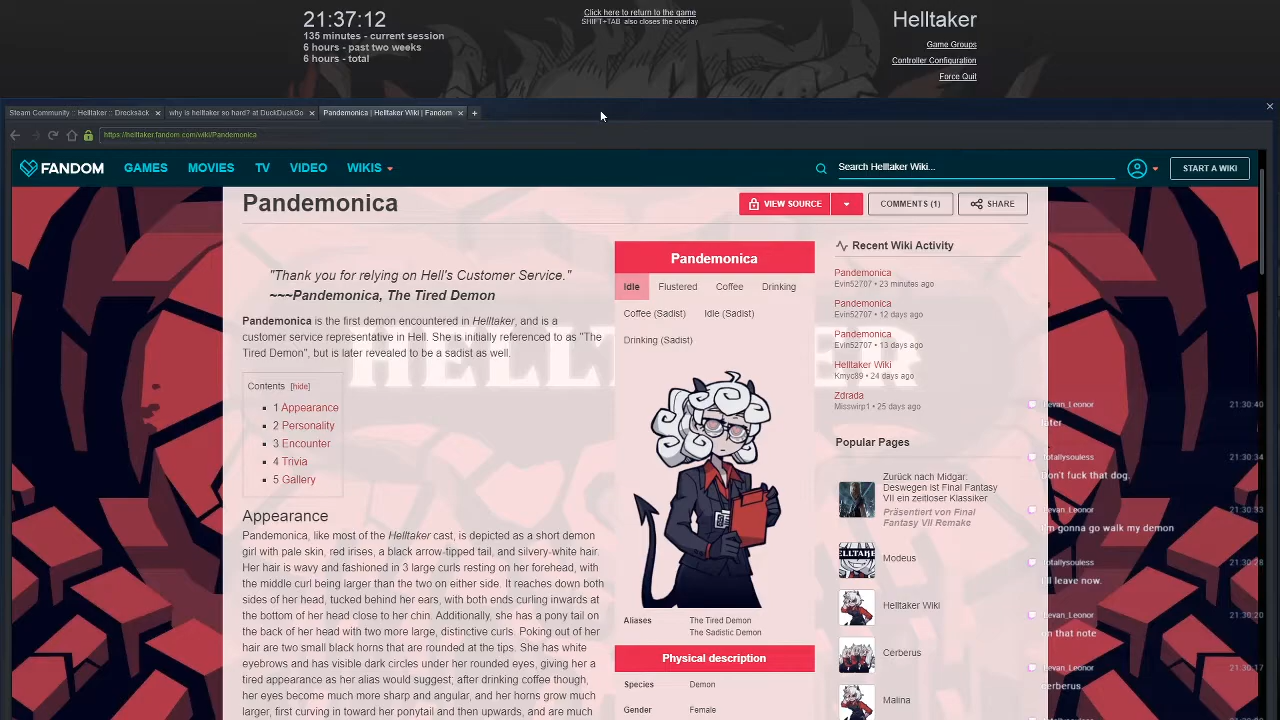 21:37:12
135 minutes - current session
6 hours - past two weeks
6 hours - total
Click here to return to the game
SHIFT+TAB also closes the overlay
Helltaker
Game Groups
Controller Configuration
Force Quit
Steam Community :: Helltaker :: Drecksäck
why is helltaker so hard? at DuckDuckGo
Pandemonica | Helltaker Wiki | Fandom
https://helltaker.fandom.com/wiki/Pandemonica
FANDOM
GAMES
MOVIES
TV
VIDEO
WIKIS
Search Helltaker Wiki...
START A WIKI
Pandemonica
VIEW SOURCE
COMMENTS (1)
SHARE
"Thank you for relying on Hell's Customer Service."
~~~Pandemonica, The Tired Demon
Pandemonica is the first demon encountered in Helltaker, and is a
customer service representative in Hell. She is initially referenced to as "The
Tired Demon", but is later revealed to be a sadist as well.
Contents [hide]
1 Appearance
2 Personality
3 Encounter
4 Trivia
5 Gallery
Appearance
Pandemonica, like most of the Helltaker cast, is depicted as a short demon
girl with pale skin, red irises, a black arrow-tipped tail, and silvery-white hair.
Her hair is wavy and fashioned in 3 large curls resting on her forehead, with
the middle curl being larger than the two on either side. It reaches down both
sides of her head, tucked into her ears, with both ends curling inwards at
the bottom of her head close to her chin. Additionally, she has a pony tail on
the back of her head with two more large, distinctive curls. Poking out of her
hair are two small black horns that are rounded at the tips. She has white
eyebrows and has visible dark circles under her rounded eyes, giving her a
tired appearance as her alias would suggest; after drinking coffee though,
her eyes become much more sharp and angular, and her horns grow much
larger, first curving in toward her ponytail and then upwards, and are much
Pandemonica
Idle
Flustered
Coffee
Drinking
Coffee (Sadist)
Idle (Sadist)
Drinking (Sadist)
HELLTAKER
Aliases
The Tired Demon
The Sadistic Demon
Physical description
Species
Demon
Gender
Female
Recent Wiki Activity
Pandemonica
Evin52707 • 23 minutes ago
Pandemonica
Evin52707 • 12 days ago
Pandemonica
Evin52707 • 13 days ago
Helltaker Wiki
Kmyc89 • 24 days ago
Zdrada
Misswirp1 • 25 days ago
Popular Pages
Zurück nach Midgar:
Deswegen ist Final Fantasy
VII ein zeitloser Klassiker
Präsentiert von Final
Fantasy VII Remake
HELLTAKE
Modeus
Helltaker Wiki
Cerberus
Malina
evan_Leonor
21:30:40
later
totallysouless
21:30:34
Don't fuck that dog.
evan_Leonor
21:30:33
I'm gonna go walk my demon
totallysouless
21:30:28
I'll leave now.
evan_Leonor
21:30:20
on that note
evan_Leonor
21:30:17
cerberus.